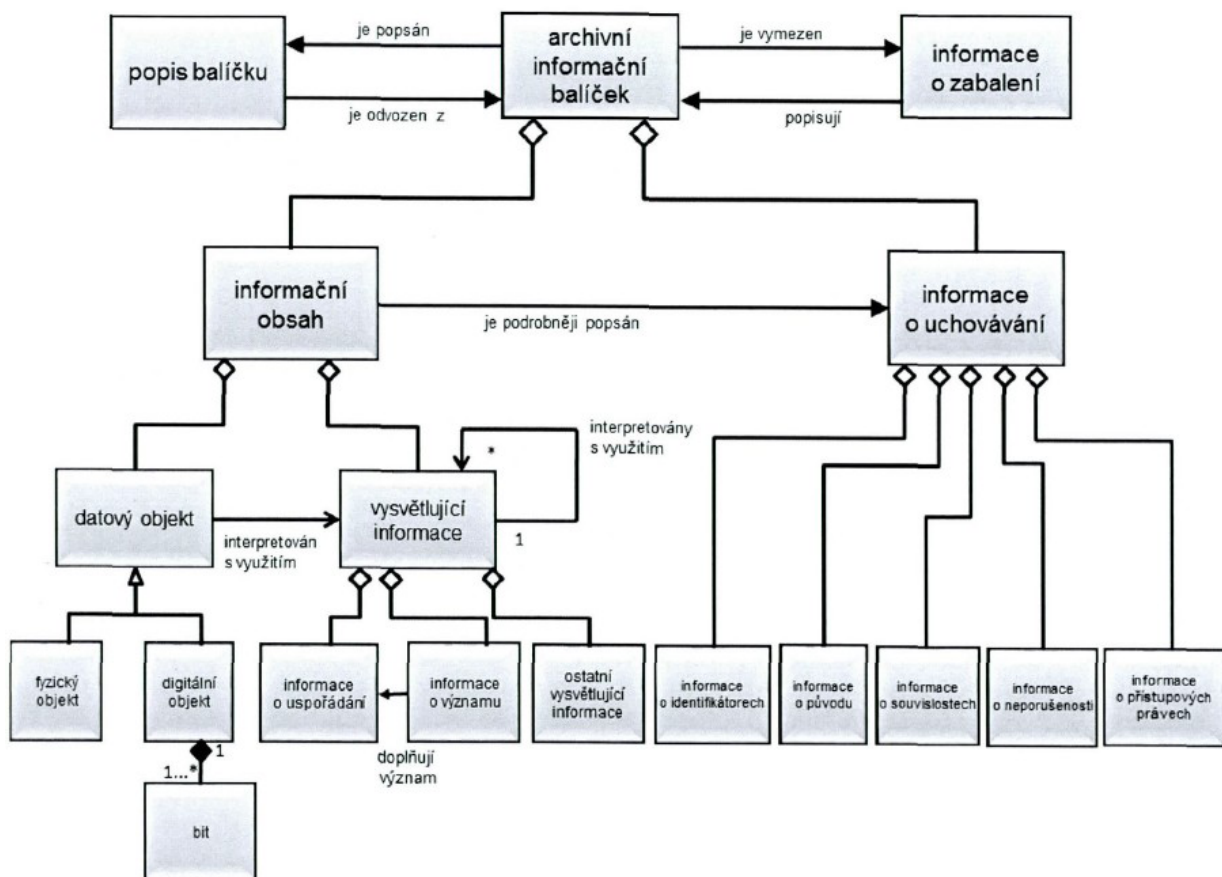 je popsán
archivní
informační
balíček
je vymezen
popis balíčku
informace
o zabalení
je odvozen z
popisují
informační
obsah
je podrobněji popsán
informace
o uchovávání
interpretovány
s využitím
*
datový objekt
interpretován
s využitím
vysvětlující
informace
1
fyzický
objekt
digitální
objekt
informace
o uspořádání
informace
o významu
ostatní
vysvětlující
informace
informace
o identifikátorech
informace
o původu
informace
o souvislostech
informace
o neporušenosti
informace
o přístupových
právech
doplňují
význam
1
1...*
bit